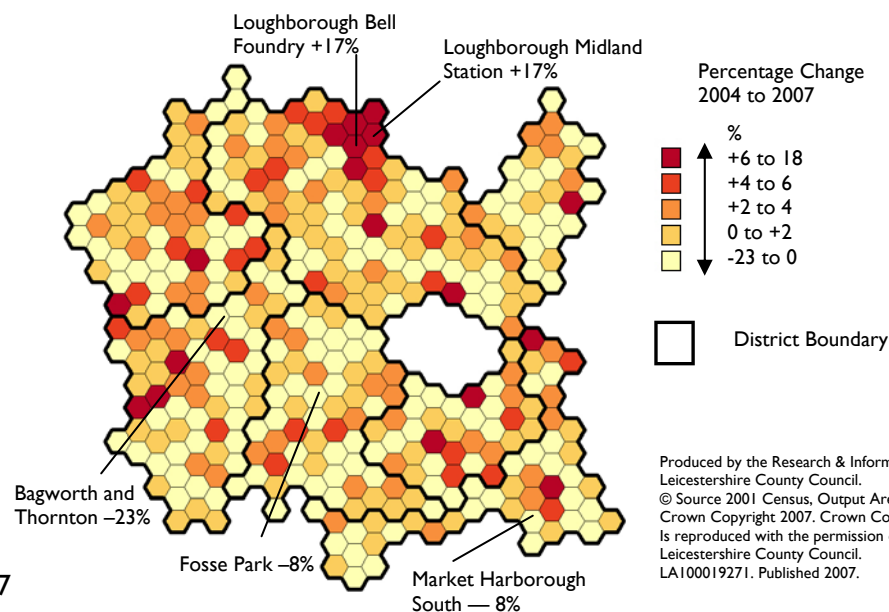 Loughborough Bell
Foundry +17%
Loughborough Midland
Station +17%
Percentage Change
2004 to 2007
%
+6 to 18
+4 to 6
+2 to 4
0 to +2
-23 to 0
District Boundary
Bagworth and
Thornton –23%
Fosse Park –8%
Market Harborough
South — 8%
Produced by the Research & Inform
Leicestershire County Council.
© Source 2001 Census, Output Are
Crown Copyright 2007. Crown Co
Is reproduced with the permission
Leicestershire County Council.
LA100019271. Published 2007.
7